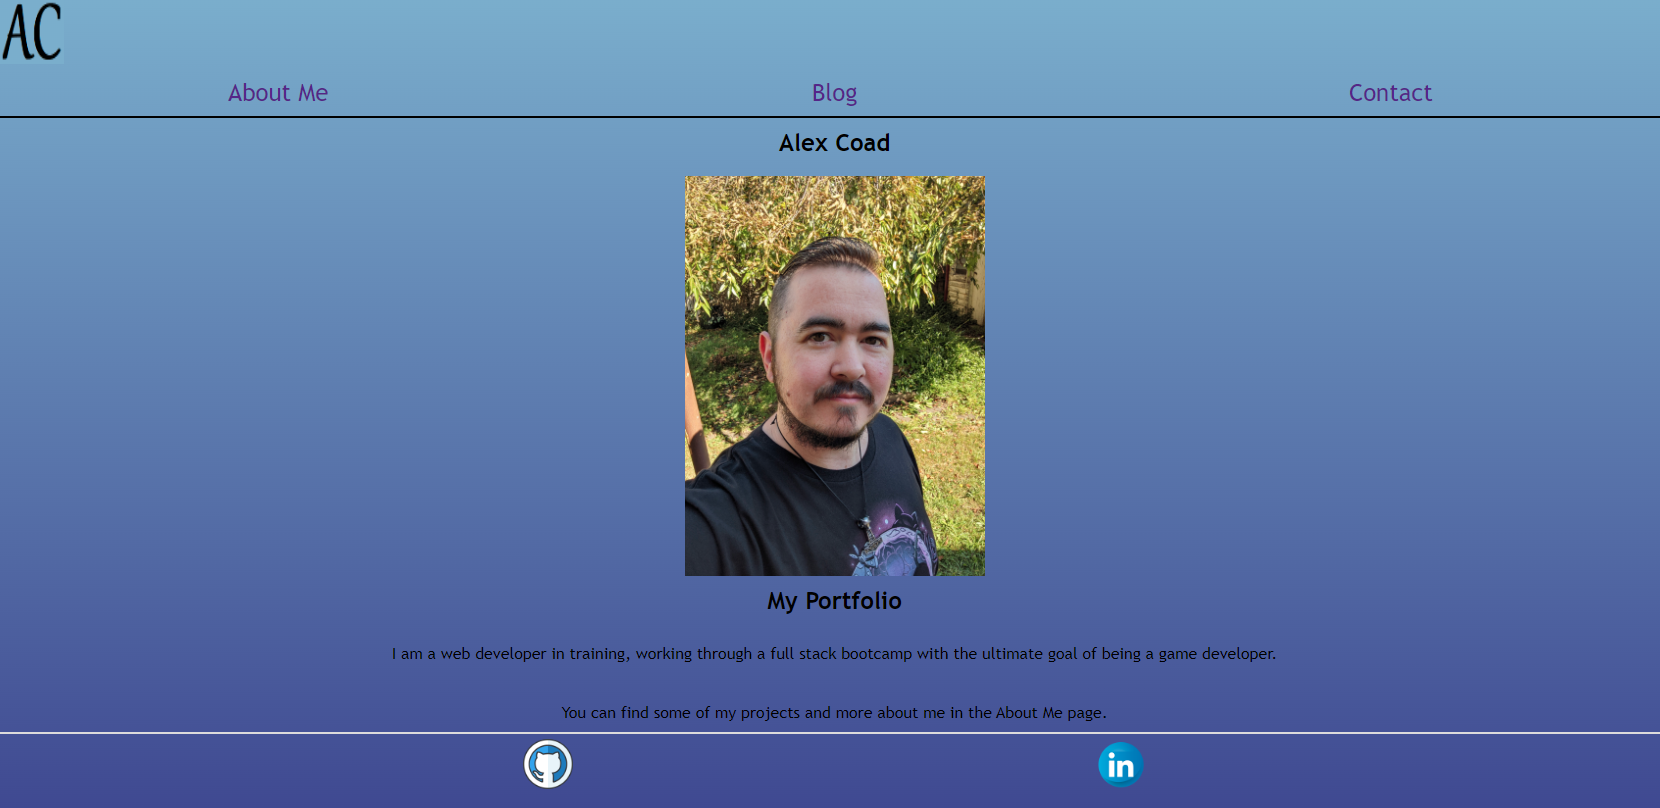 AC
About Me Blog Contact
Alex Coad
My Portfolio
I am a web developer in training, working through a full stack bootcamp with the ultimate goal of being a game developer.
You can find some of my projects and more about me in the About Me page.
in